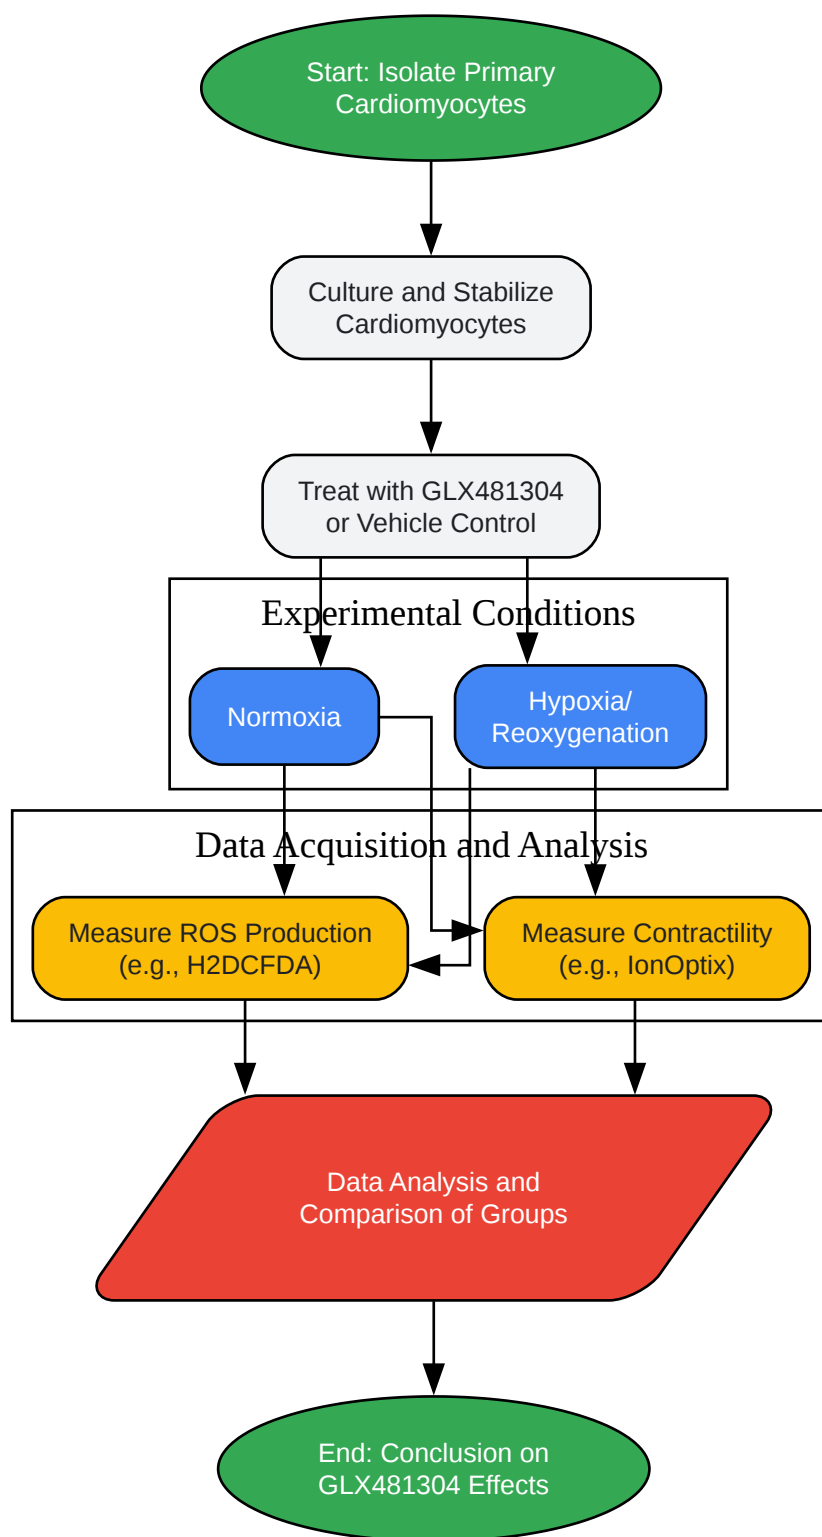 Start: Isolate Primary
Cardiomyocytes
Culture and Stabilize
Cardiomyocytes
Treat with GLX481304
or Vehicle Control
Experimental Conditions
Normoxia
Hypoxia/
Reoxygenation
Data Acquisition and Analysis
Measure ROS Production
(e.g., H2DCFDA)
Measure Contractility
(e.g., IonOptix)
Data Analysis and
Comparison of Groups
End: Conclusion on
GLX481304 Effects